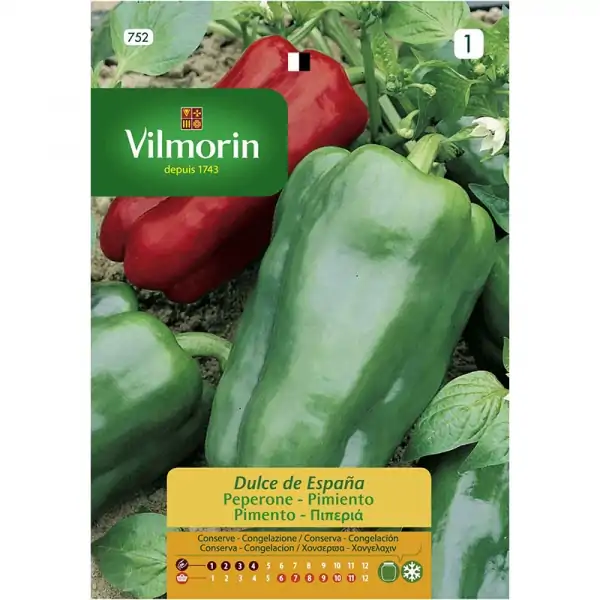 752
1
Vilmorin
depuis 1743
Dulce de España
Peperone - Pimiento
Pimento - Πιπεριά
Conserve - Congelazione / Conserva - Congelación
Conserva - Congelacion / Χονσερωα - Χονγελαχιν
1 2 3 4 5 6 7 8 9 10 11 12
1 2 3 4 5 6 7 8 9 10 11 12